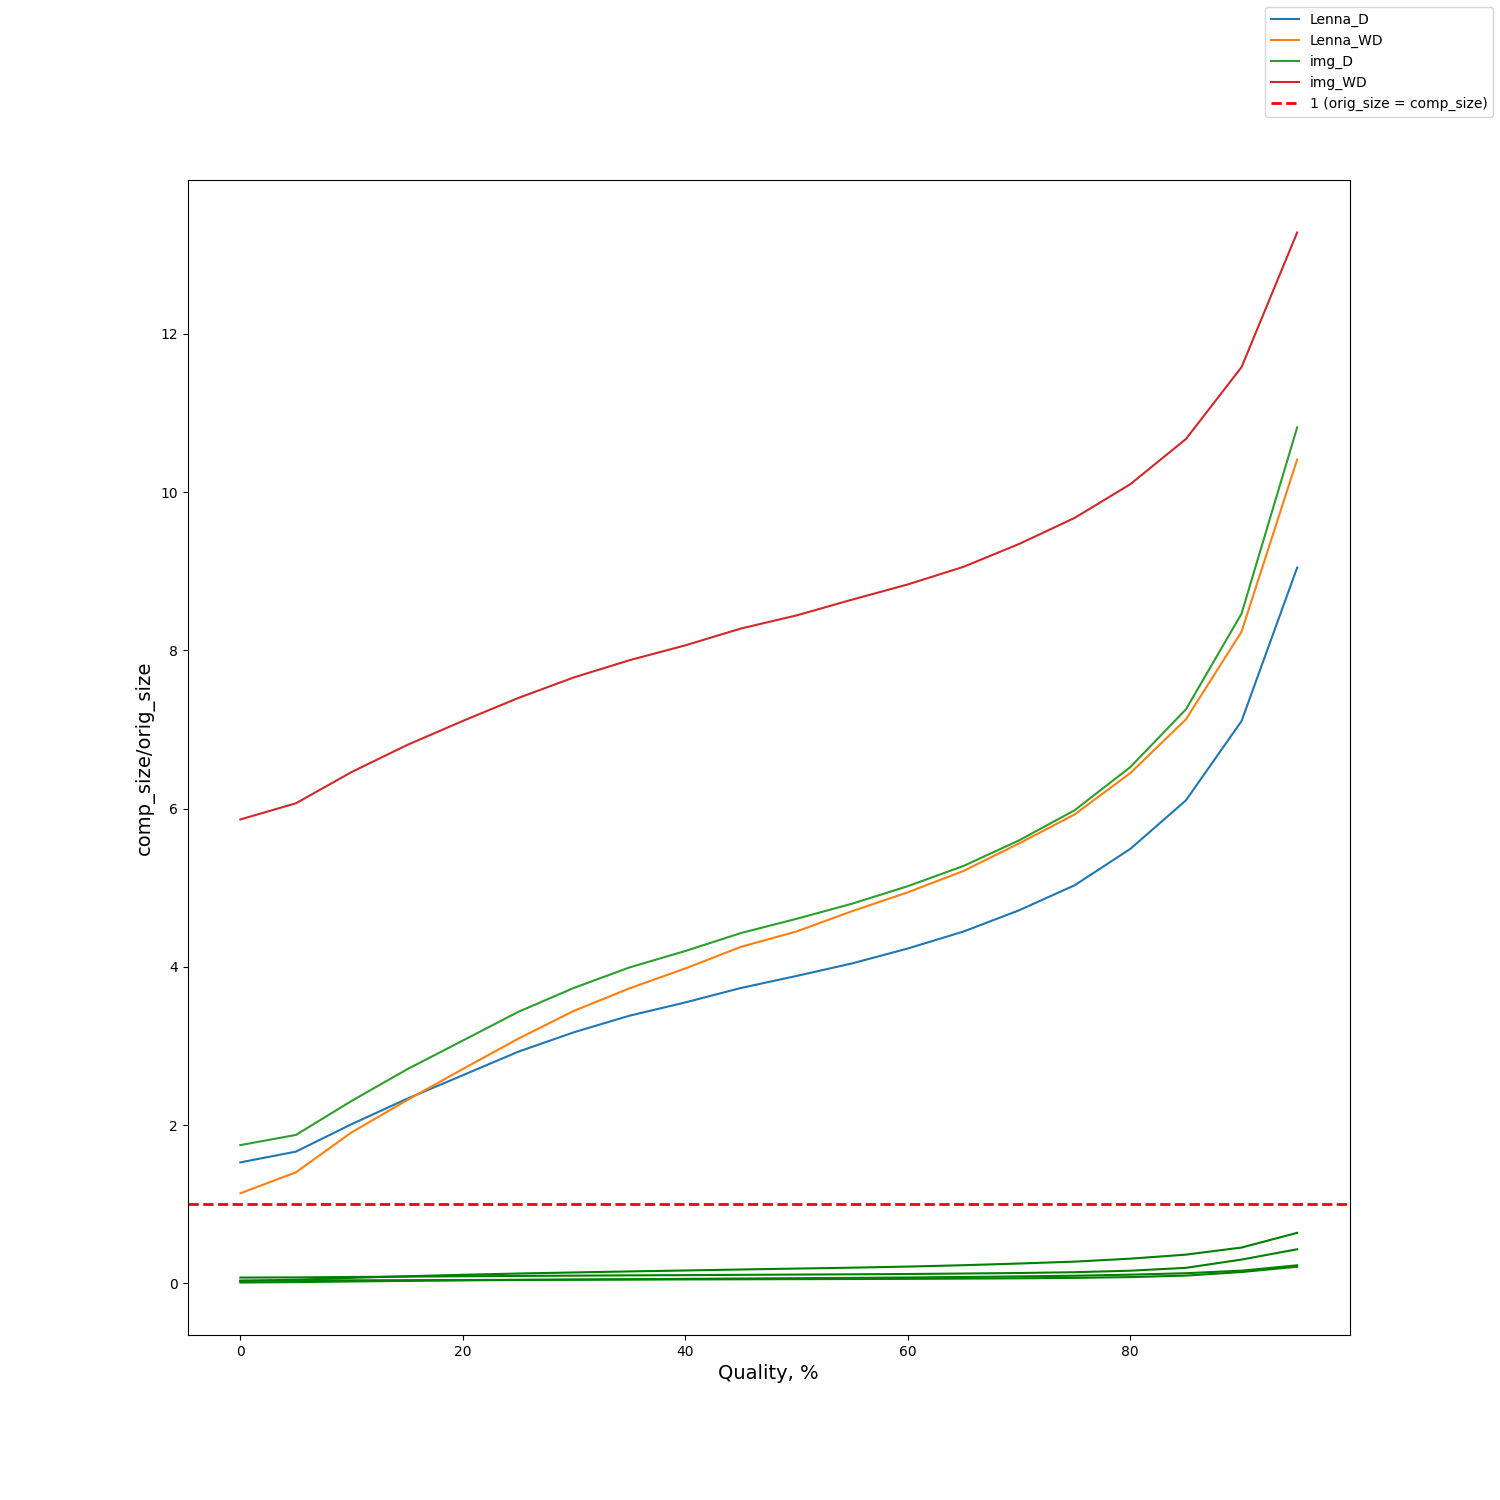 Lenna_D
Lenna_WD
img_D
img_WD
1 (orig_size = comp_size)
12
10
8
6
4
2
0
comp_size/orig_size
0 20 40 60 80
Quality, %